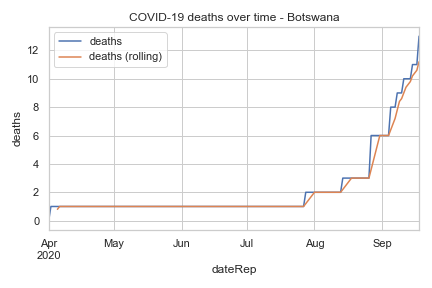 COVID-19 deaths over time - Botswana
deaths
deaths (rolling)
deaths
12
10
8
6
4
2
0
Apr May Jun Jul Aug Sep
2020
dateRep